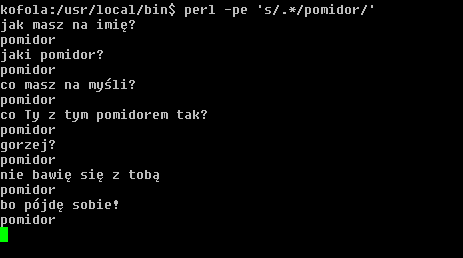 kofola:/usr/local/bin$ perl -pe 's/.*/pomidor/'
jak masz na imię?
pomidor
jaki pomidor?
pomidor
co masz na myśli?
pomidor
co Ty z tym pomidorem tak?
pomidor
gorzej?
pomidor
nie bawię się z tobą
pomidor
bo pójdę sobie!
pomidor